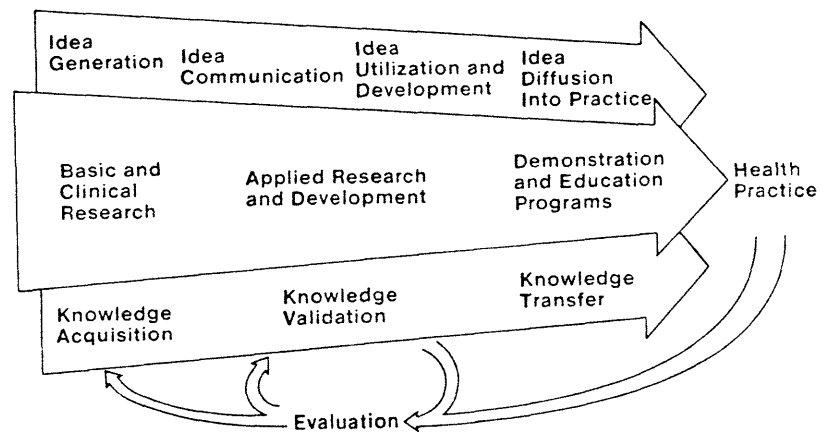 Idea
Generation
Idea
Communication
Idea
Utilization and
Development
Idea
Diffusion
Into Practice
Basic and
Clinical
Research
Applied Research
and Development
Demonstration
and Education
Programs
Health
Practice
Knowledge
Acquisition
Knowledge
Validation
Knowledge
Transfer
Evaluation